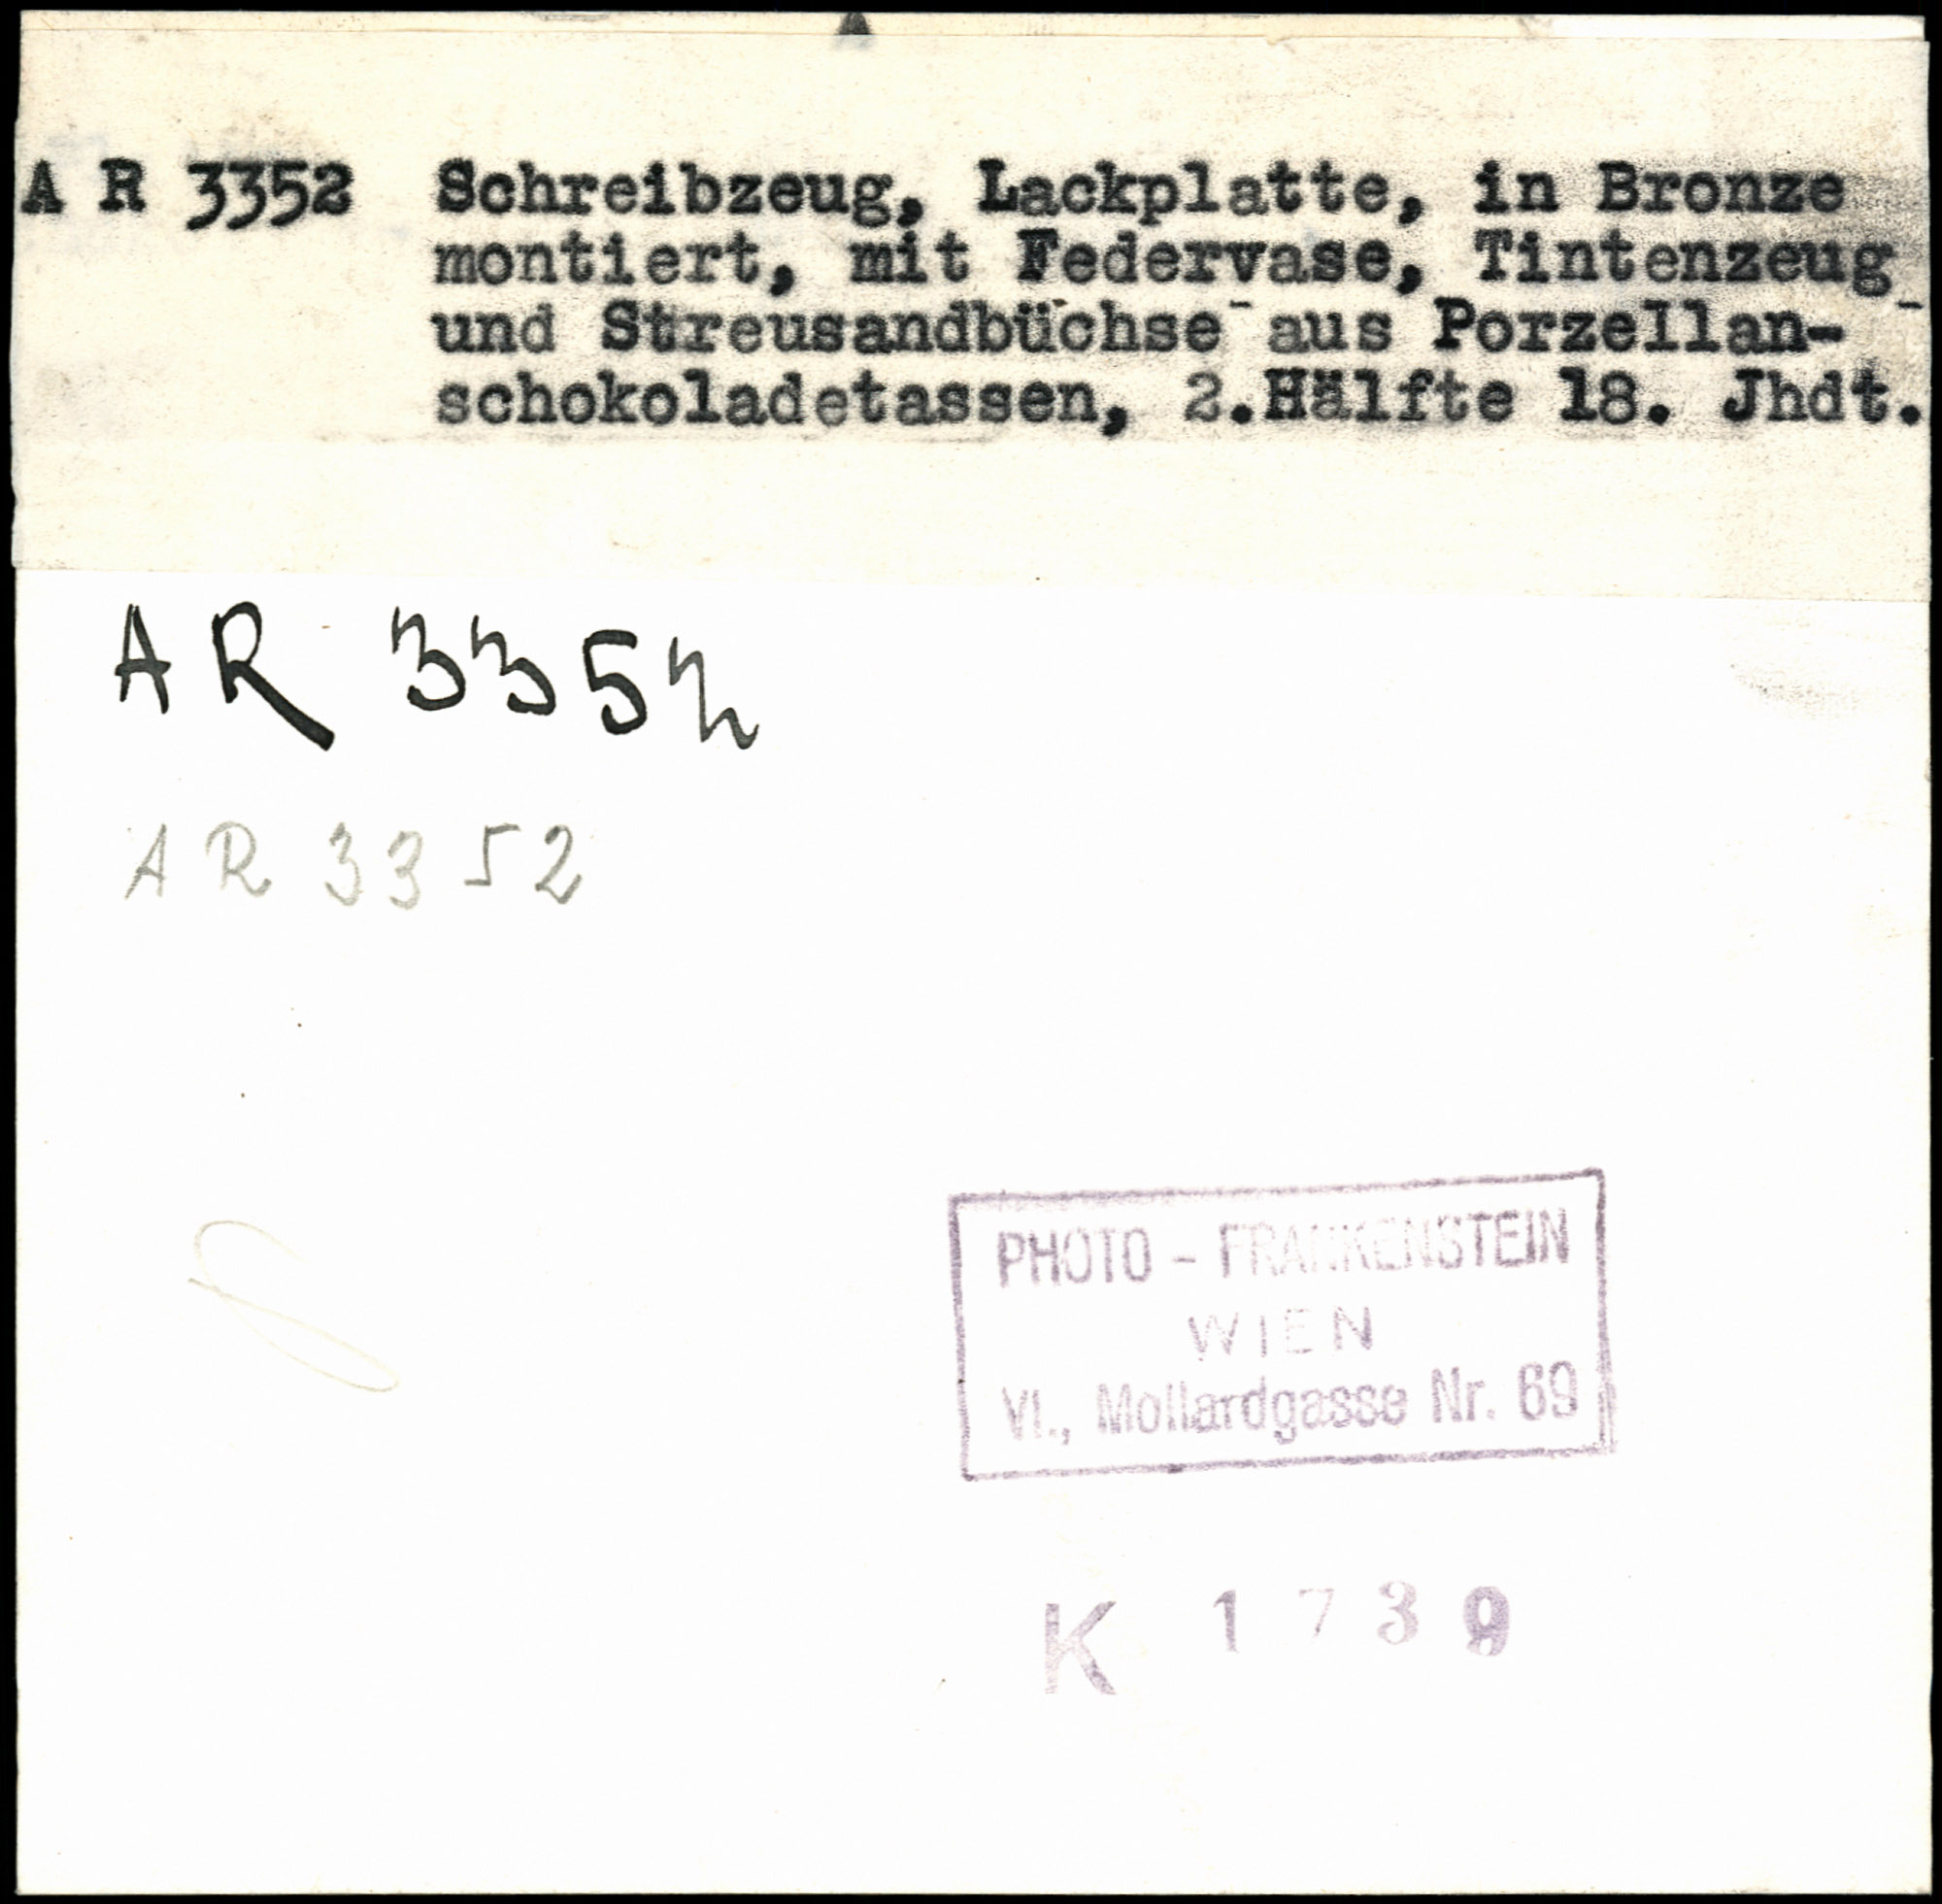 A R 3352 Schreibzeug, Lackplatte, in Bronze
montiert, mit Federvase, Tintenzeug
und Streusandbüchse aus Porzellan-
schokoladetassen, 2.Hälfte 18. Jhdt.
AR 3352
AR 3352
PHOTO - FRANKENSTEIN
WIEN
VI., Mollardgasse Nr. 69
K 1739